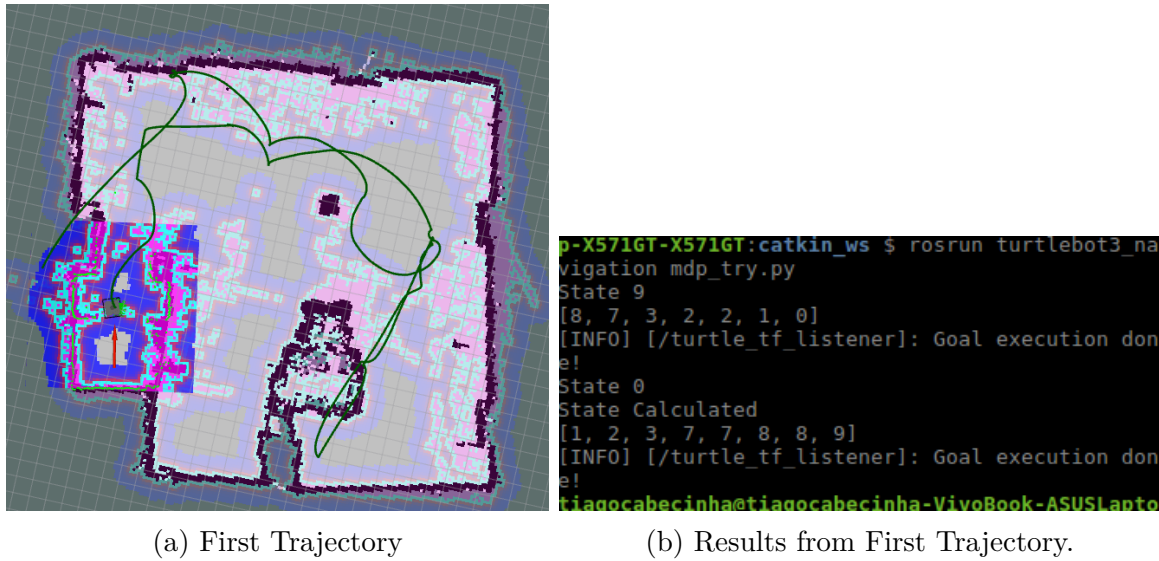 p-X571GT-X571GT:catkin_ws $ rosrun turtlebot3_na
vigation mdp_try.py
State 9
[8, 7, 3, 2, 2, 1, 0]
[INFO] [/turtle_tf_listener]: Goal execution don
e!
State 0
State Calculated
[1, 2, 3, 7, 7, 8, 8, 9]
[INFO] [/turtle_tf_listener]: Goal execution don
e!
tiagocabecinha@tiagocabecinha-VivoBook-ASUSLapto
(a) First Trajectory
(b) Results from First Trajectory.